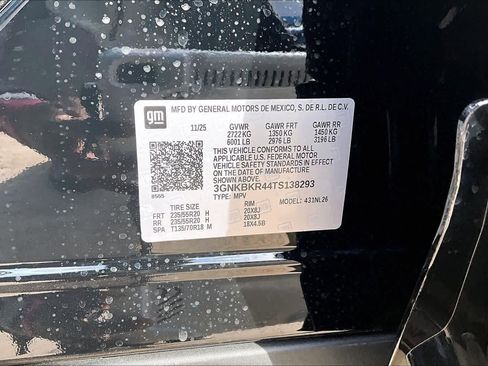 gm
MFD BY GENERAL MOTORS DE MEXICO, S. DE R.L. DE C.V.
11/25 GVWR GAWR FRT GAWR RR
2722 KG 1350 KG 1450 KG
6001 LB 2976 LB 3196 LB
THIS VEHICLE CONFORMS TO ALL
APPLICABLE U.S. FEDERAL MOTOR
VEHICLE SAFETY STANDARDS IN EFFECT
ON THE DATE OF MANUFACTURE SHOWN ABOVE.
3GNKBKR44TS138293
8565 TYPE: MPV 431NL26
TIRE SIZE RIM
FRT 235/55R20 H 20X8J
RR 235/55R20 H 20X8J
SPA T135/70R18 M 18X4.5B